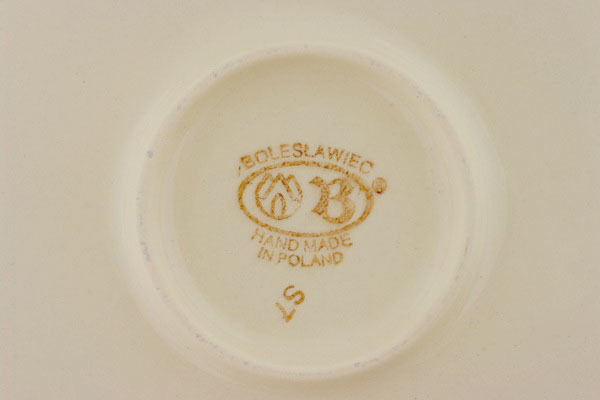 BOLESŁAWIEC
B®
HAND MADE
IN POLAND